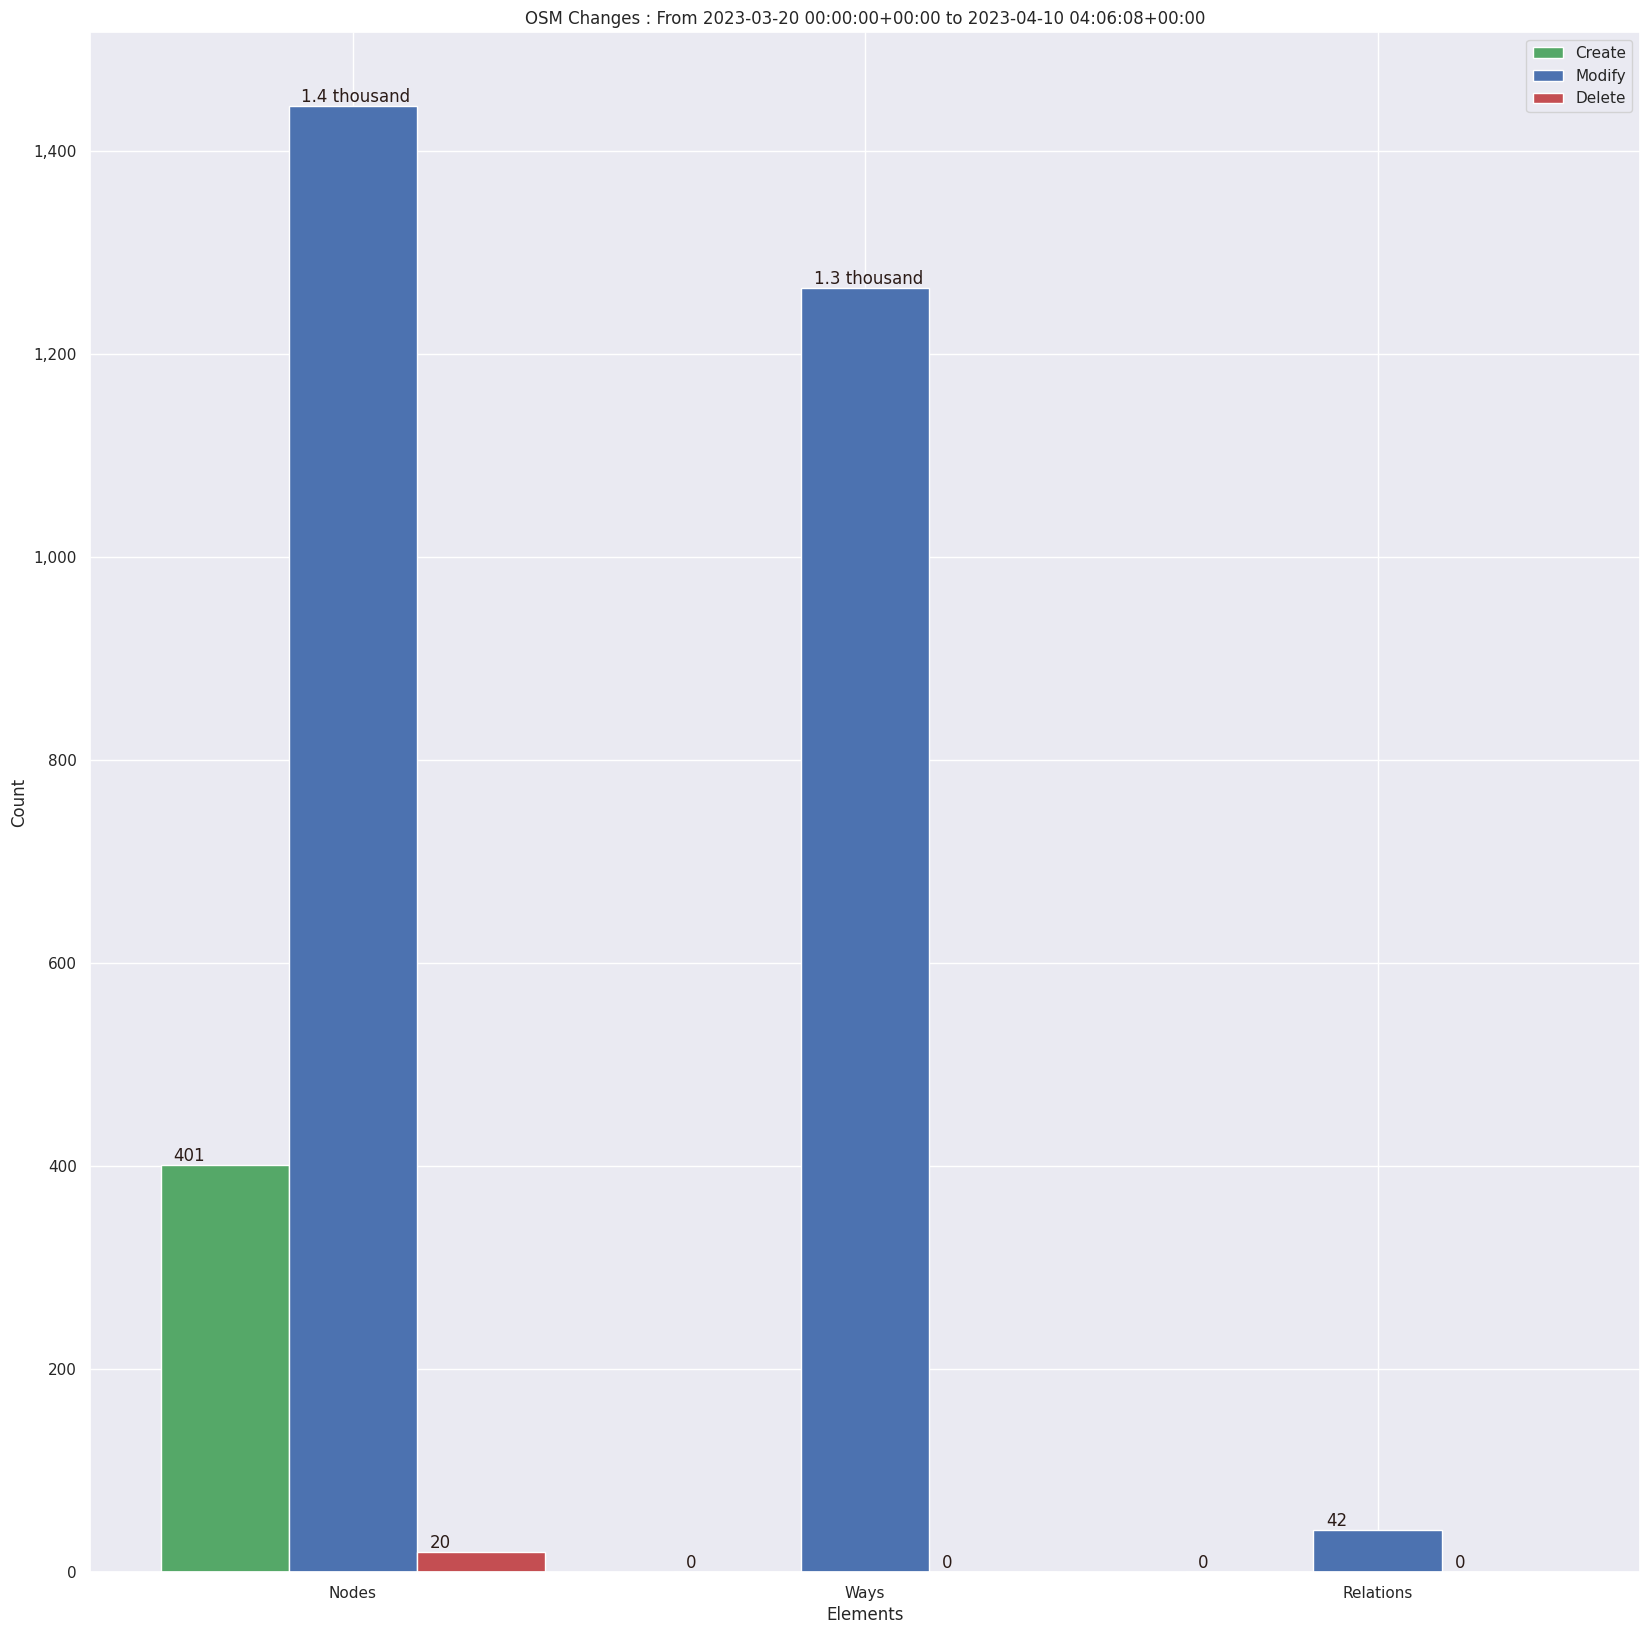 OSM Changes : From 2023-03-20 00:00:00+00:00 to 2023-04-10 04:06:08+00:00
Create
Modify
Delete
1.4 thousand
1,400
1.3 thousand
1,200
1,000
800
Count
600
401
400
200
42
20
0
0
0
0
0
Nodes
Ways
Relations
Elements